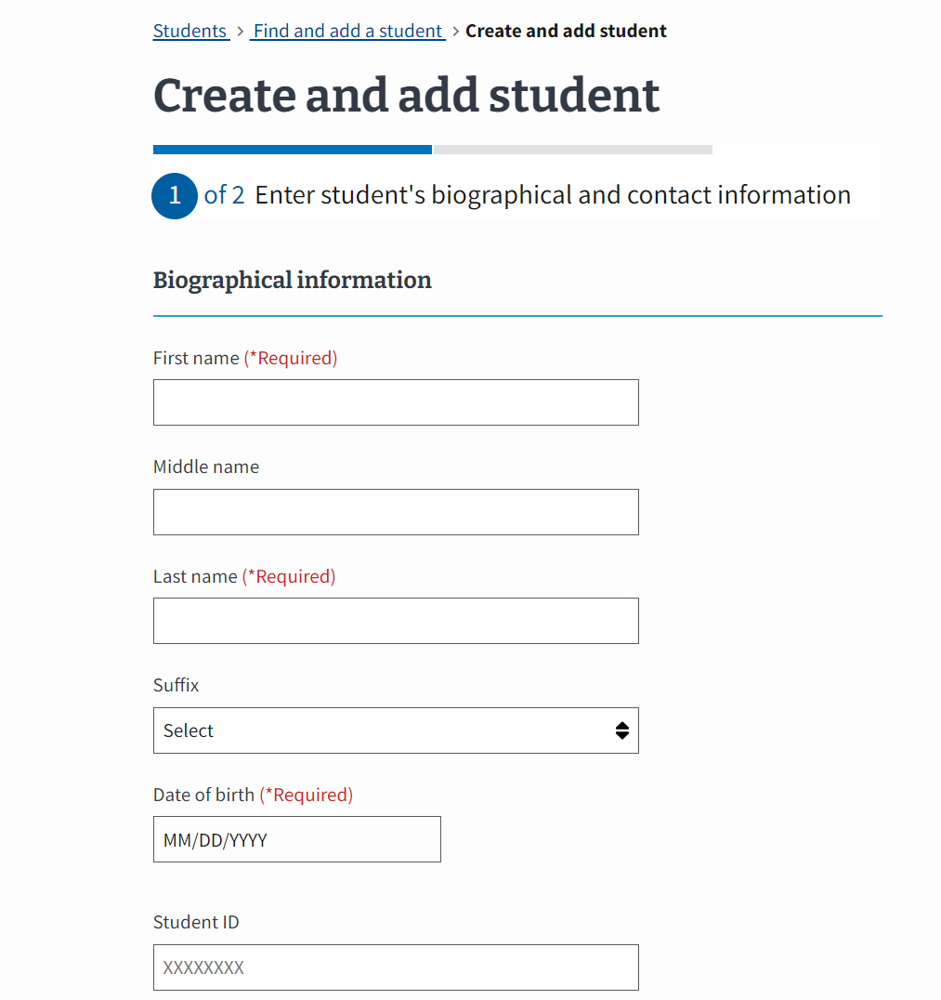 Students > Find and add a student > Create and add student
Create and add student
1 of 2 Enter student's biographical and contact information
Biographical information
First name (*Required)
Middle name
Last name (*Required)
Suffix
Select
Date of birth (*Required)
MM/DD/YYYY
Student ID
XXXXXXXX